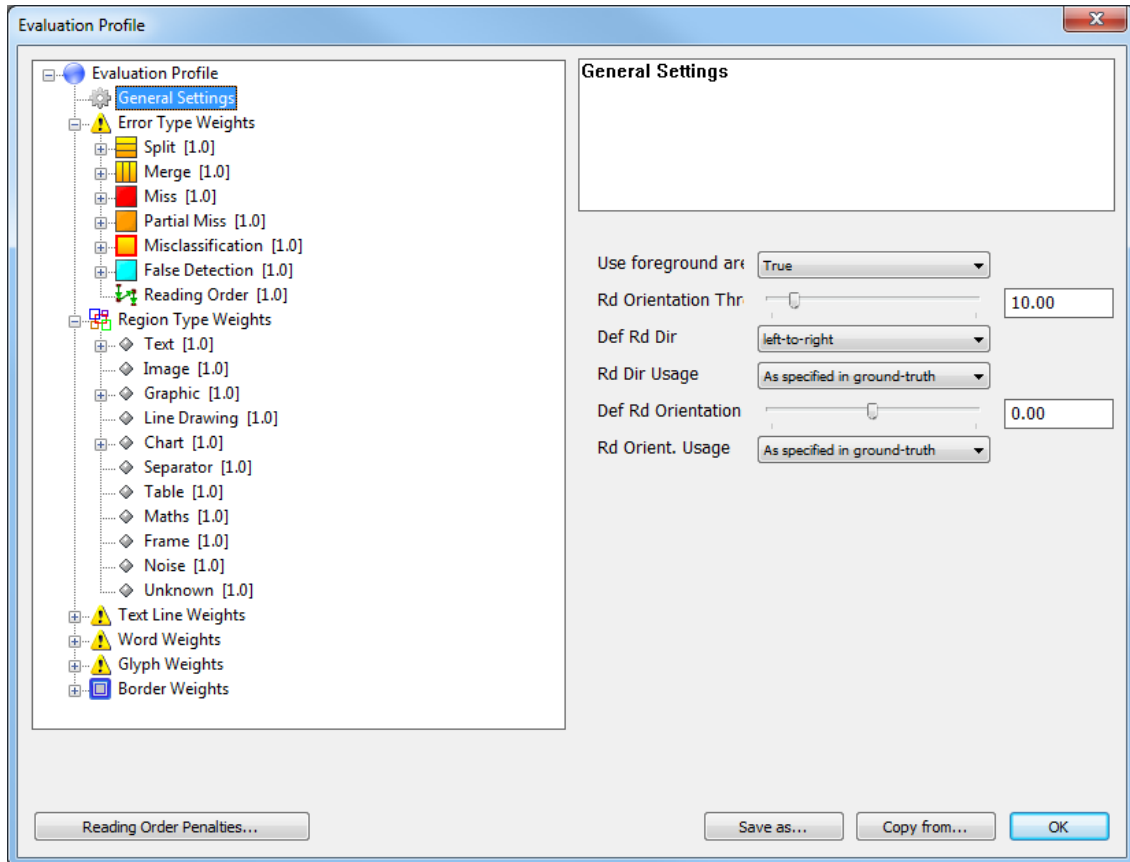 Evaluation Profile
Evaluation Profile
General Settings
Error Type Weights
Split [1.0]
Merge [1.0]
Miss [1.0]
Partial Miss [1.0]
Misclassification [1.0]
False Detection [1.0]
Reading Order [1.0]
Region Type Weights
Text [1.0]
Image [1.0]
Graphic [1.0]
Line Drawing [1.0]
Chart [1.0]
Separator [1.0]
Table [1.0]
Maths [1.0]
Frame [1.0]
Noise [1.0]
Unknown [1.0]
Text Line Weights
Word Weights
Glyph Weights
Border Weights
General Settings
Use foreground are True
Rd Orientation Thr 10.00
Def Rd Dir left-to-right
Rd Dir Usage As specified in ground-truth
Def Rd Orientation 0.00
Rd Orient. Usage As specified in ground-truth
Reading Order Penalties... Save as... Copy from... OK